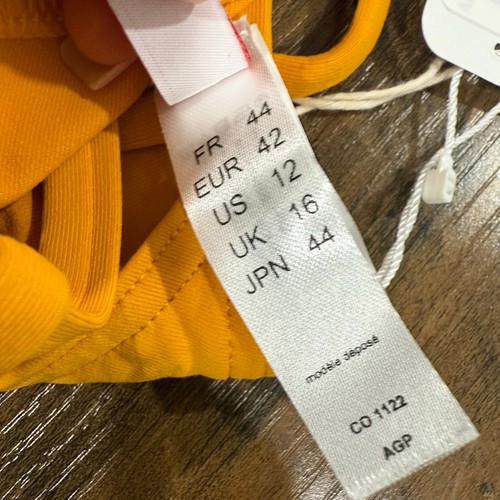 FR 44
EUR 42
US 12
UK 16
JPN 44
modèle déposé
CO 1122
AGP